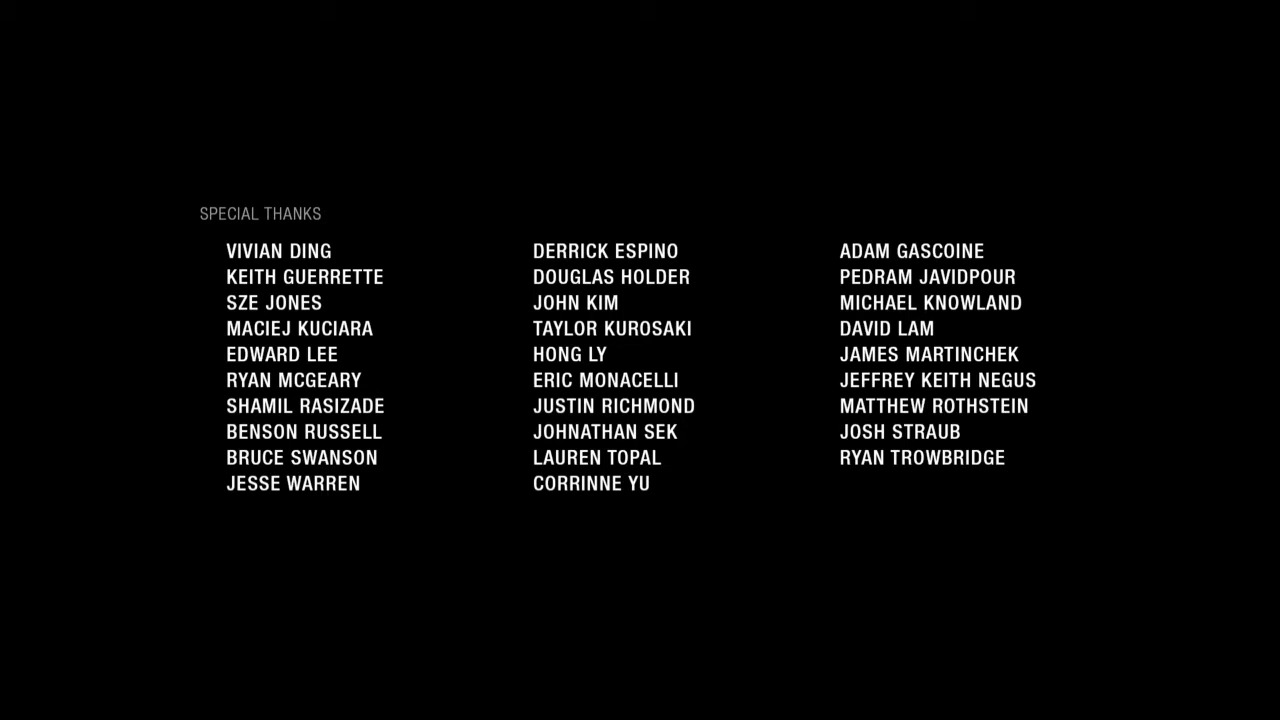 SPECIAL THANKS
VIVIAN DING DERRICK ESPINO ADAM GASCOINE
KEITH GUERRETTE DOUGLAS HOLDER PEDRAM JAVIDPOUR
SZE JONES JOHN KIM MICHAEL KNOWLAND
MACIEJ KUCIARA TAYLOR KUROSAKI DAVID LAM
EDWARD LEE HONG LY JAMES MARTINCHEK
RYAN MCGEARY ERIC MONACELLI JEFFREY KEITH NEGUS
SHAMIL RASIZADE JUSTIN RICHMOND MATTHEW ROTHSTEIN
BENSON RUSSELL JOHNATHAN SEK JOSH STRAUB
BRUCE SWANSON LAUREN TOPAL RYAN TROWBRIDGE
JESSE WARREN CORRINNE YU